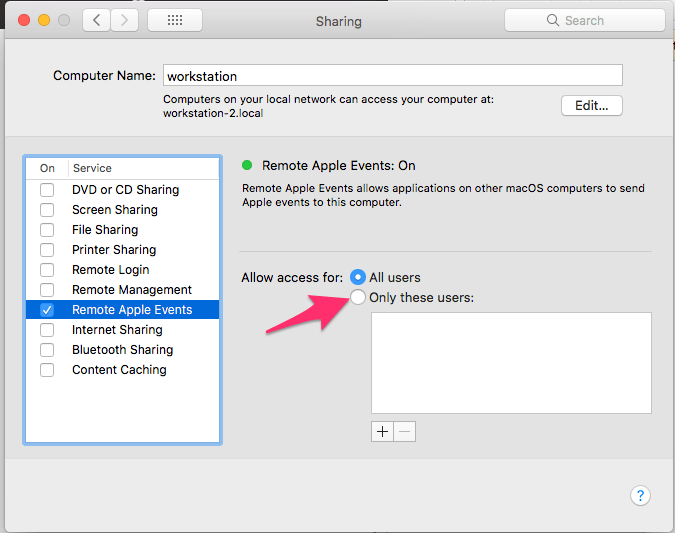 Sharing
Search
Computer Name:
workstation
Computers on your local network can access your computer at:
workstation-2.local
Edit...
On
Service
DVD or CD Sharing
Screen Sharing
File Sharing
Printer Sharing
Remote Login
Remote Management
Remote Apple Events
Internet Sharing
Bluetooth Sharing
Content Caching
Remote Apple Events: On
Remote Apple Events allows applications on other macOS computers to send
Apple events to this computer.
Allow access for:
All users
Only these users:
+
−
?